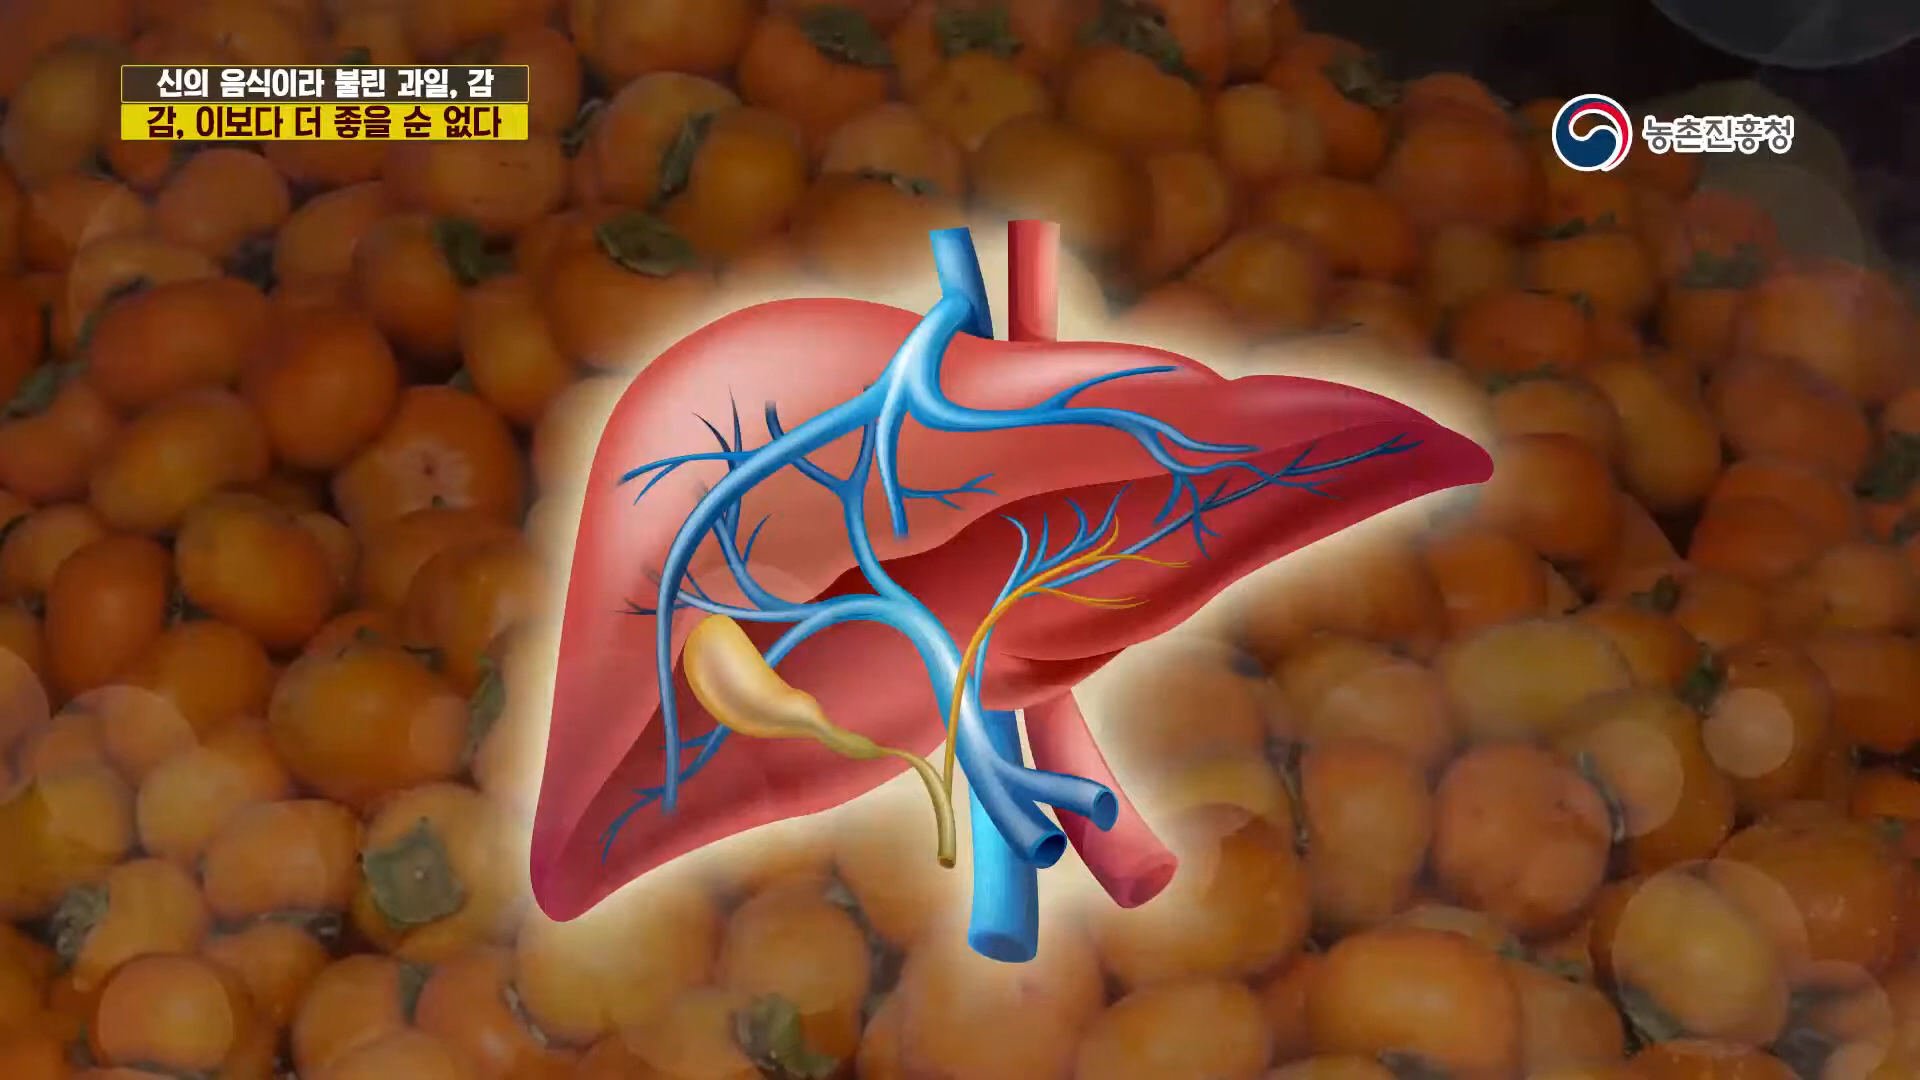 신의 음식이라 불린 과일, 감
감, 이보다 더 좋을 순 없다
농촌진흥청